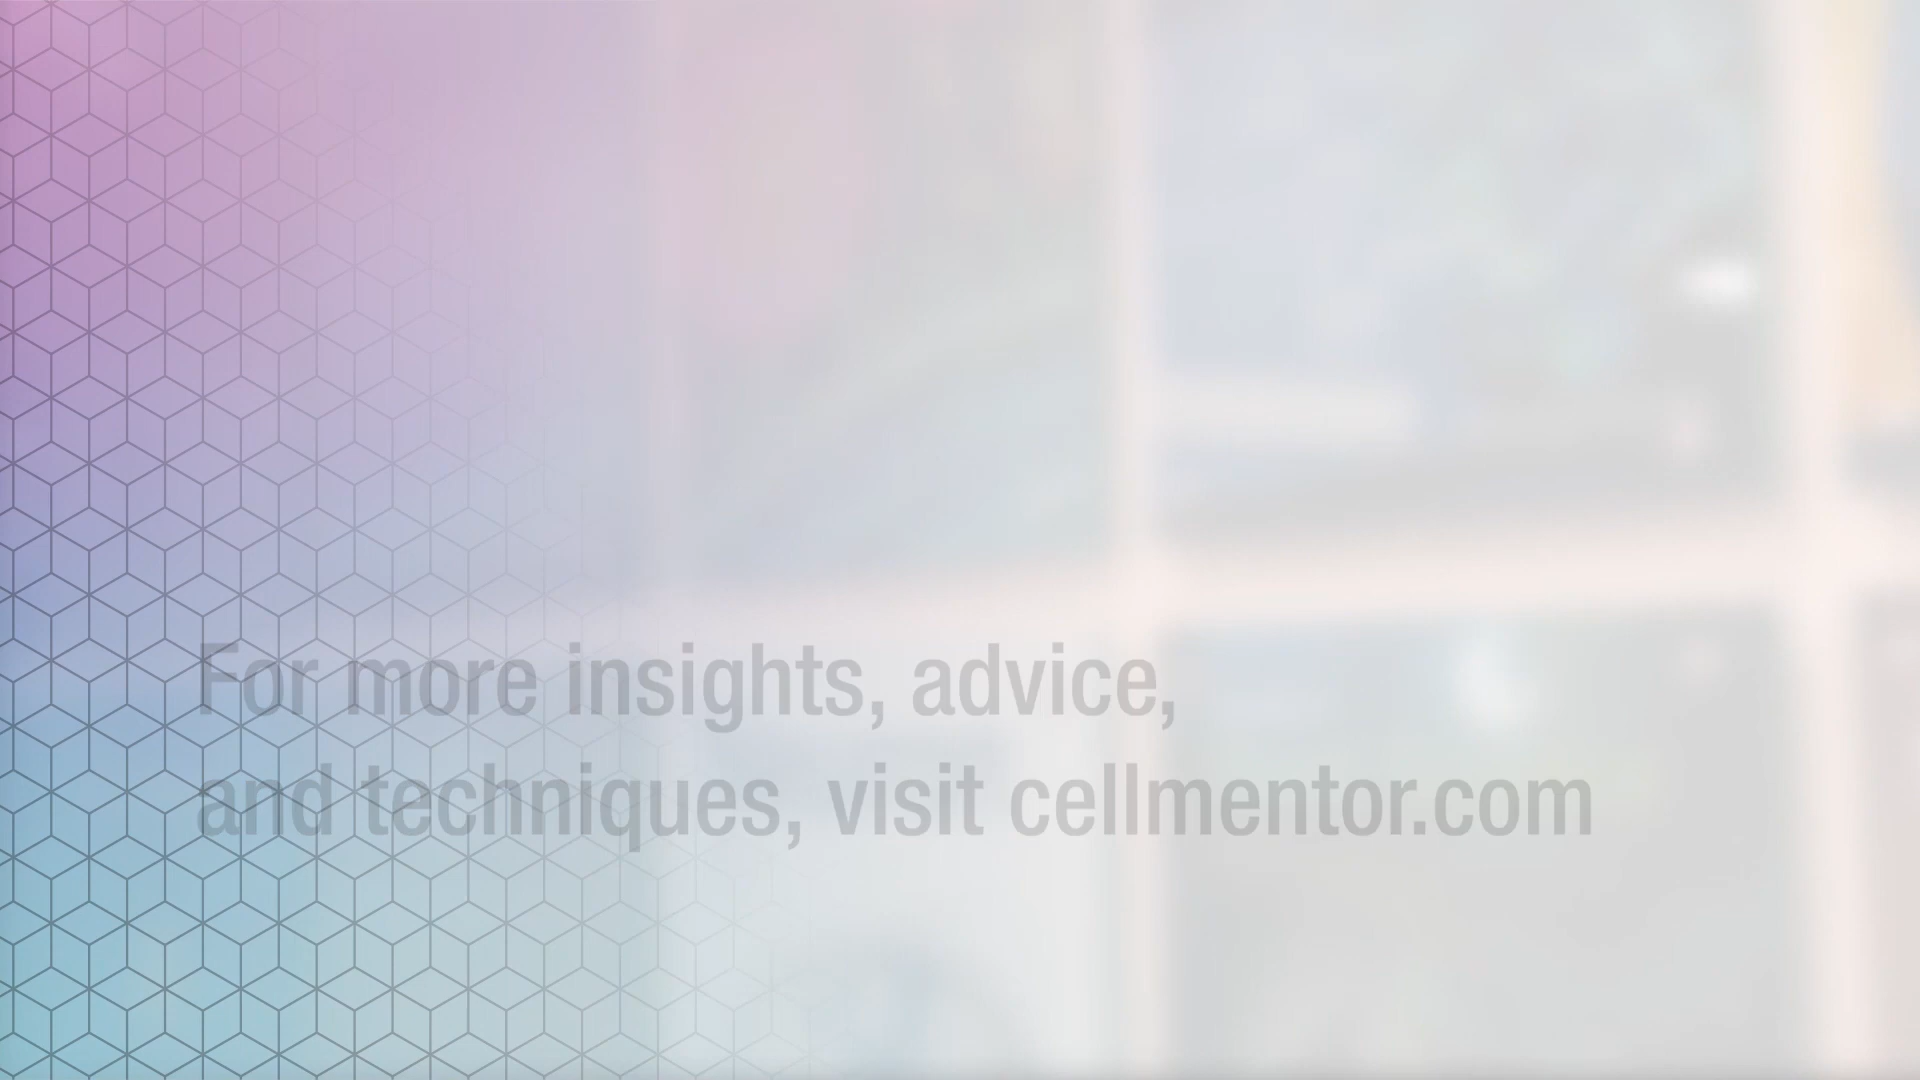 For more insights, advice,
and techniques, visit cellmentor.com